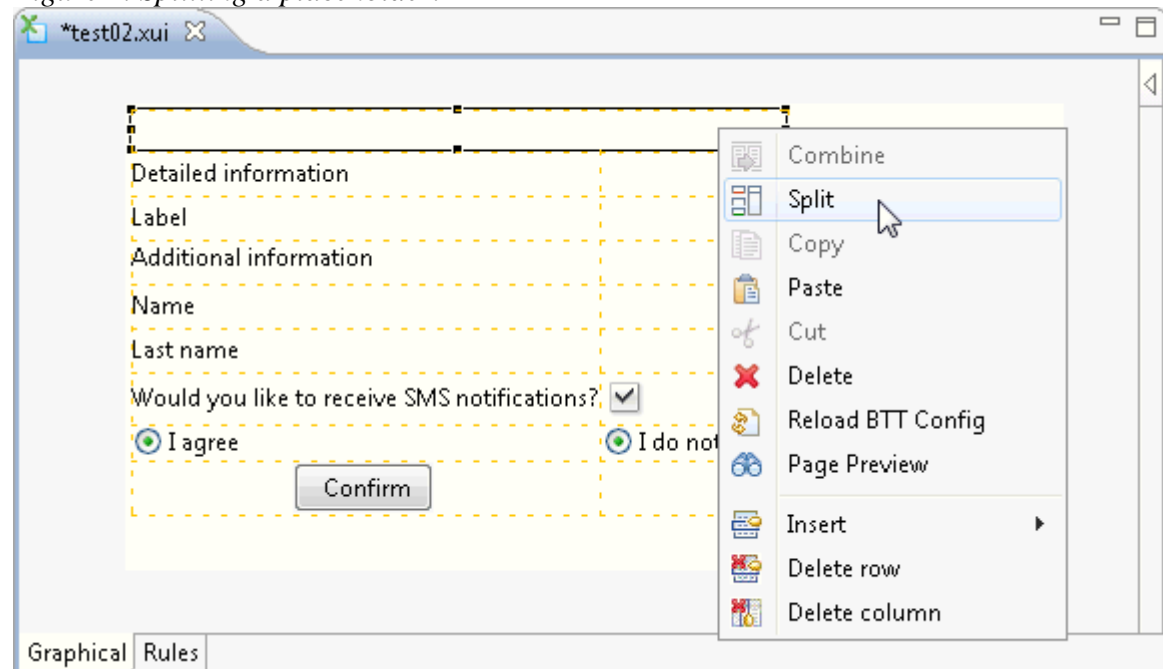 *test02.xui
Combine
Detailed information
Split
Label
Copy
Additional information
Paste
Name
Cut
Last name
Delete
Would you like to receive SMS notifications?
Reload BTT Config
I agree
I do not
Page Preview
Confirm
Insert
Delete row
Delete column
Graphical
Rules